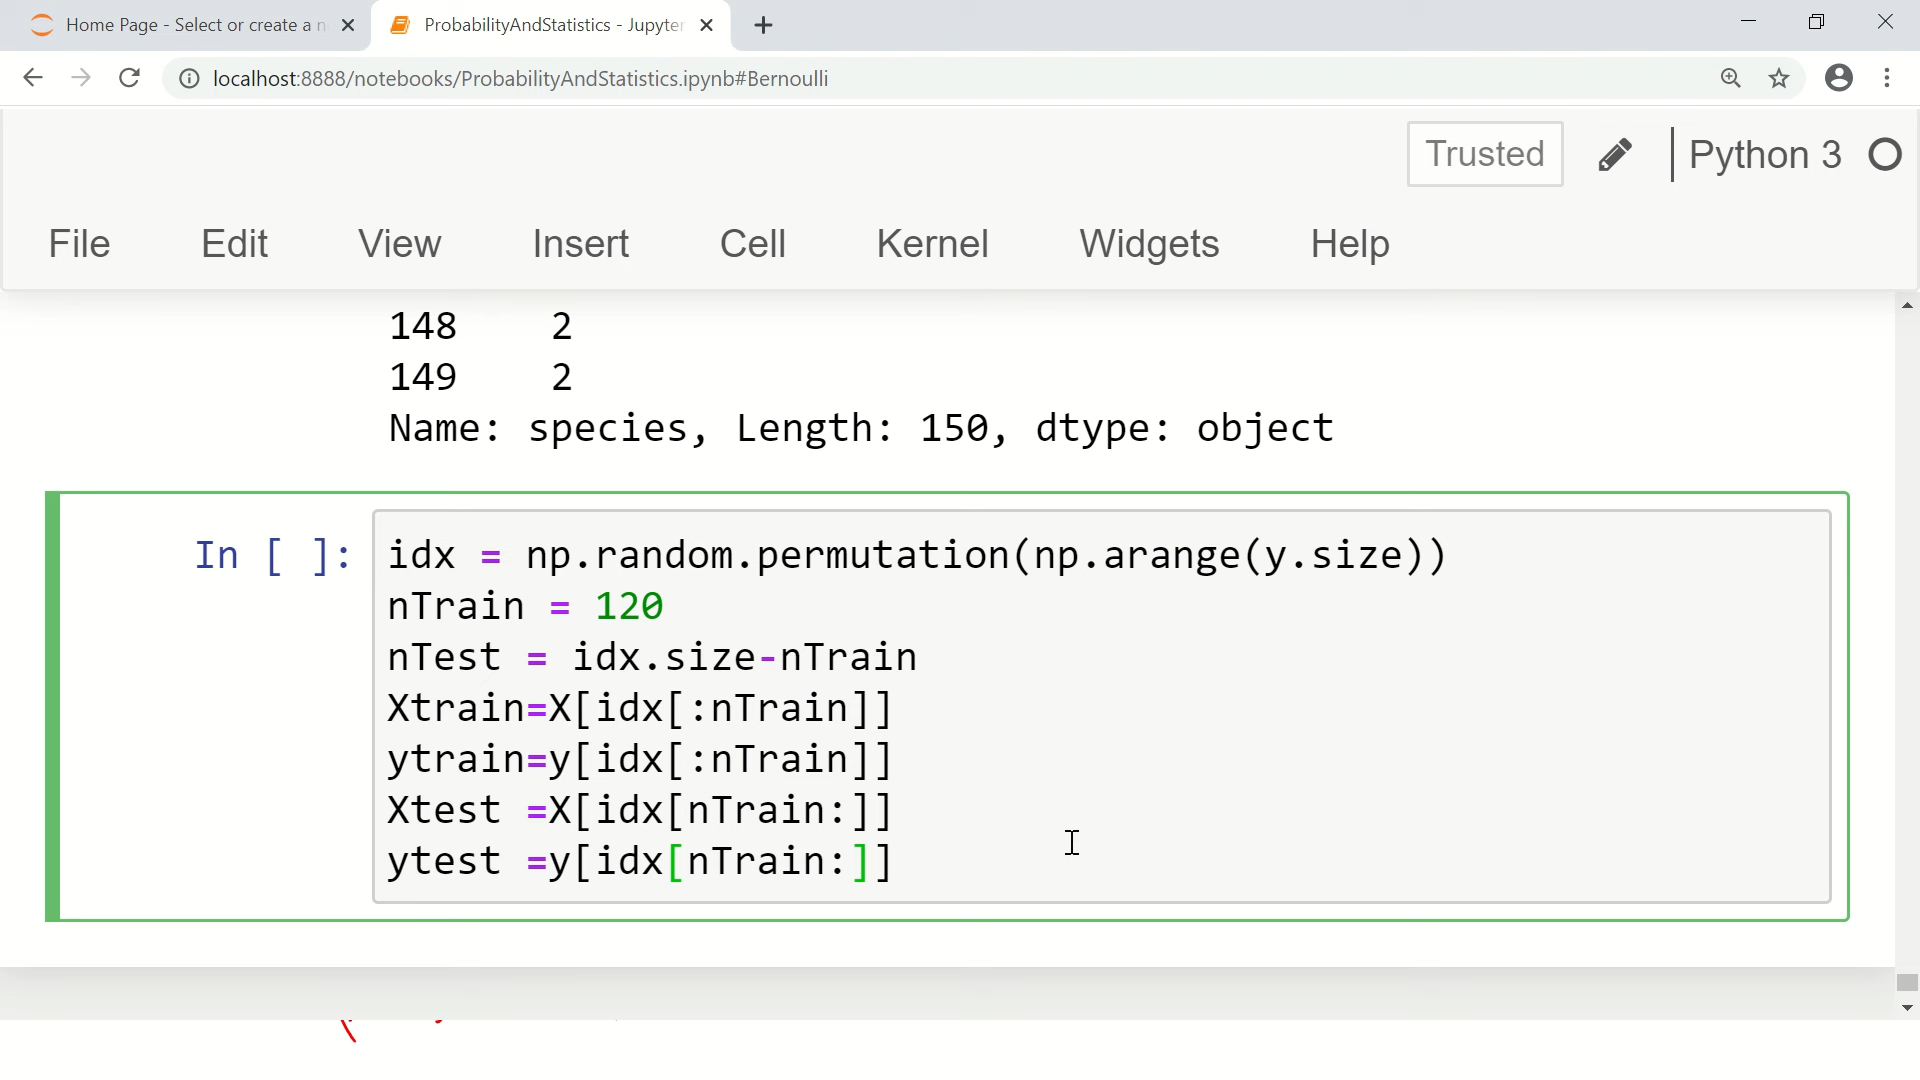 Home Page - Select or create a n
ProbabilityAndStatistics - Jupyter
localhost:8888/notebooks/ProbabilityAndStatistics.ipynb#Bernoulli
Trusted
Python 3
File Edit View Insert Cell Kernel Widgets Help
148 2
149 2
Name: species, Length: 150, dtype: object
In [ ]:
idx = np.random.permutation(np.arange(y.size))
nTrain = 120
nTest = idx.size-nTrain
Xtrain=X[idx[:nTrain]]
ytrain=y[idx[:nTrain]]
Xtest =X[idx[nTrain:]]
ytest =y[idx[nTrain:]]